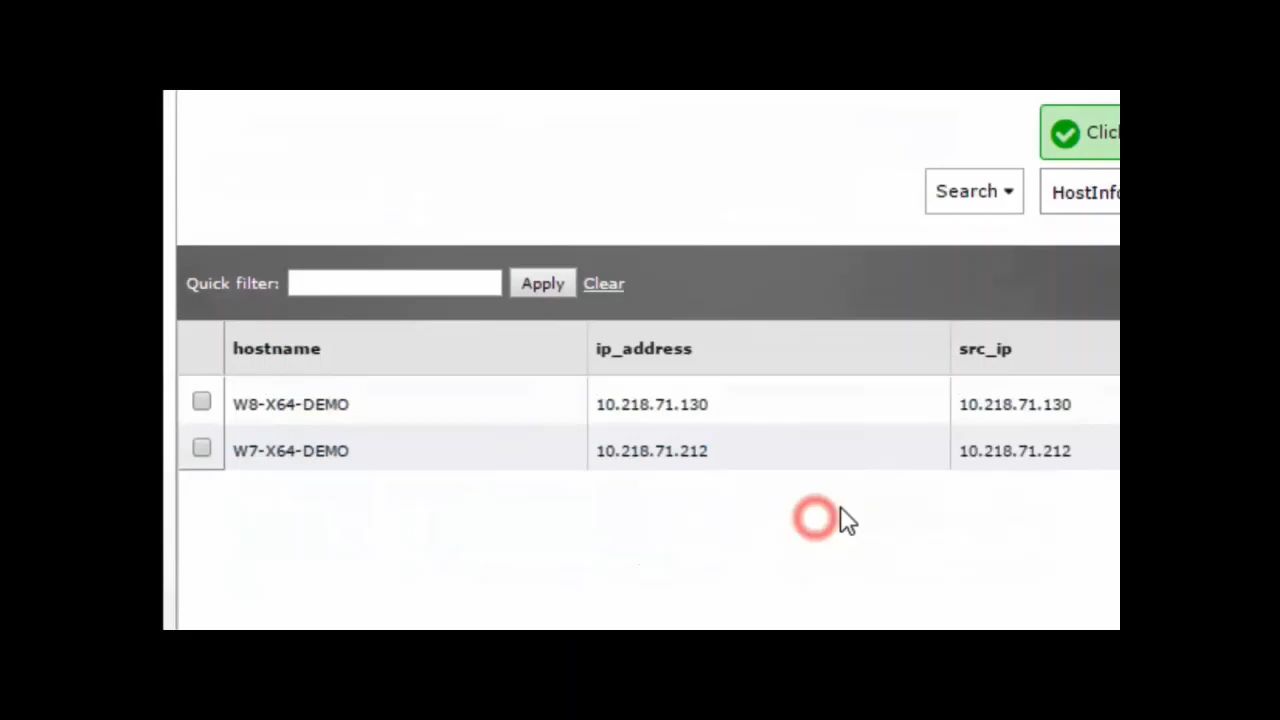 Search
Quick filter: Apply Clear
hostname ip_address src_ip
W8-X64-DEMO 10.218.71.130 10.218.71.130
W7-X64-DEMO 10.218.71.212 10.218.71.212